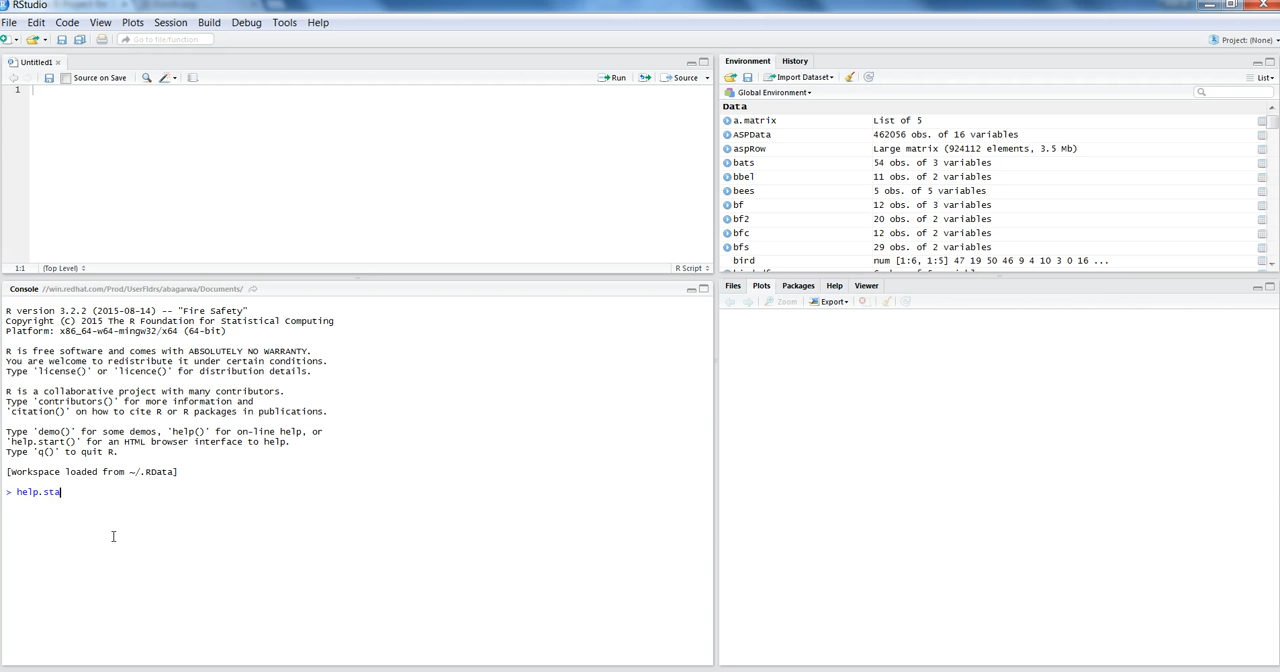 RStudio
File Edit Code View Plots Session Build Debug Tools Help
Go to file/function Project: (None)
Untitled1
Source on Save Run Source
1
1:1 (Top Level) R Script
Console //win.redhat.com/Prod/UserFldrs/abagarwa/Documents/
R version 3.2.2 (2015-08-14) -- "Fire Safety"
Copyright (C) 2015 The R Foundation for Statistical Computing
Platform: x86_64-w64-mingw32/x64 (64-bit)
R is free software and comes with ABSOLUTELY NO WARRANTY.
You are welcome to redistribute it under certain conditions.
Type 'license()' or 'licence()' for distribution details.
R is a collaborative project with many contributors.
Type 'contributors()' for more information and
'citation()' on how to cite R or R packages in publications.
Type 'demo()' for some demos, 'help()' for on-line help, or
'help.start()' for an HTML browser interface to help.
Type 'q()' to quit R.
[Workspace loaded from ~/.RData]
> help.sta
Environment History
Import Dataset List
Global Environment
Data
a.matrix List of 5
ASPData 462056 obs. of 16 variables
aspRow Large matrix (924112 elements, 3.5 Mb)
bats 54 obs. of 3 variables
bbel 11 obs. of 2 variables
bees 5 obs. of 5 variables
bf 12 obs. of 3 variables
bf2 20 obs. of 2 variables
bfc 12 obs. of 2 variables
bfs 29 obs. of 2 variables
bird num [1:6, 1:5] 47 19 50 46 9 4 10 3 0 16 ...
Files Plots Packages Help Viewer
Zoom Export